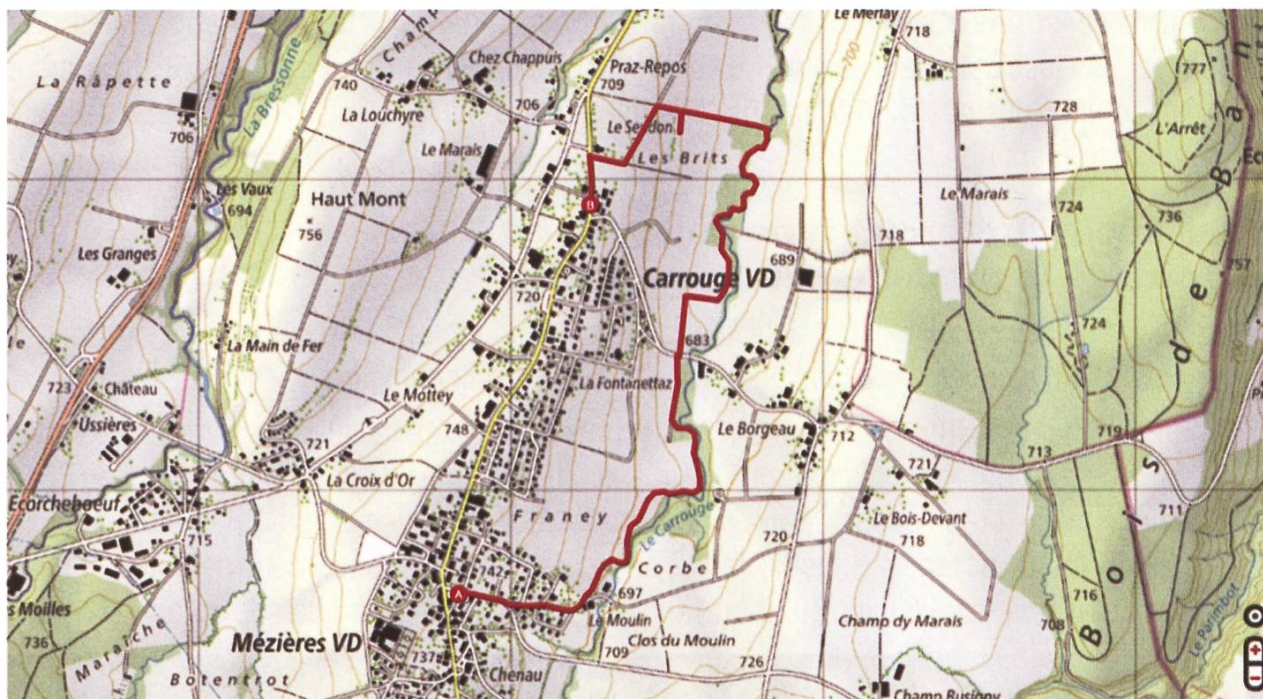 Le Merlay
718
Champ
Chez Chappuis
Praz-Repos
709
777
La Râpette
740
706
728
La Bressonne
La Louchyre
L'Arrêt
706
Le Marais
Le Serdon
Les Brits
700
Les Vaux
694
Haut Mont
Le Marais
724
736
756
B
718
Les Granges
689
757
720
Carrouge VD
Bois de Ban
La Main de Fer
683
724
723
Château
La Fontanettaz
Le Mottey
Ussières
748
Le Borgeau
712
719
721
713
La Croix d'Or
721
Ecorcheboeuf
Franey
Le Carrouge
Le Bois-Devant
711
715
720
718
742
Corbe
A
697
716
s Moilles
Le Moulin
Champ dy Marais
708
Le Parimbot
736
Maraîche
Mézières VD
737
Clos du Moulin
709
726
Botentrot
Chenau
Champ Busigny